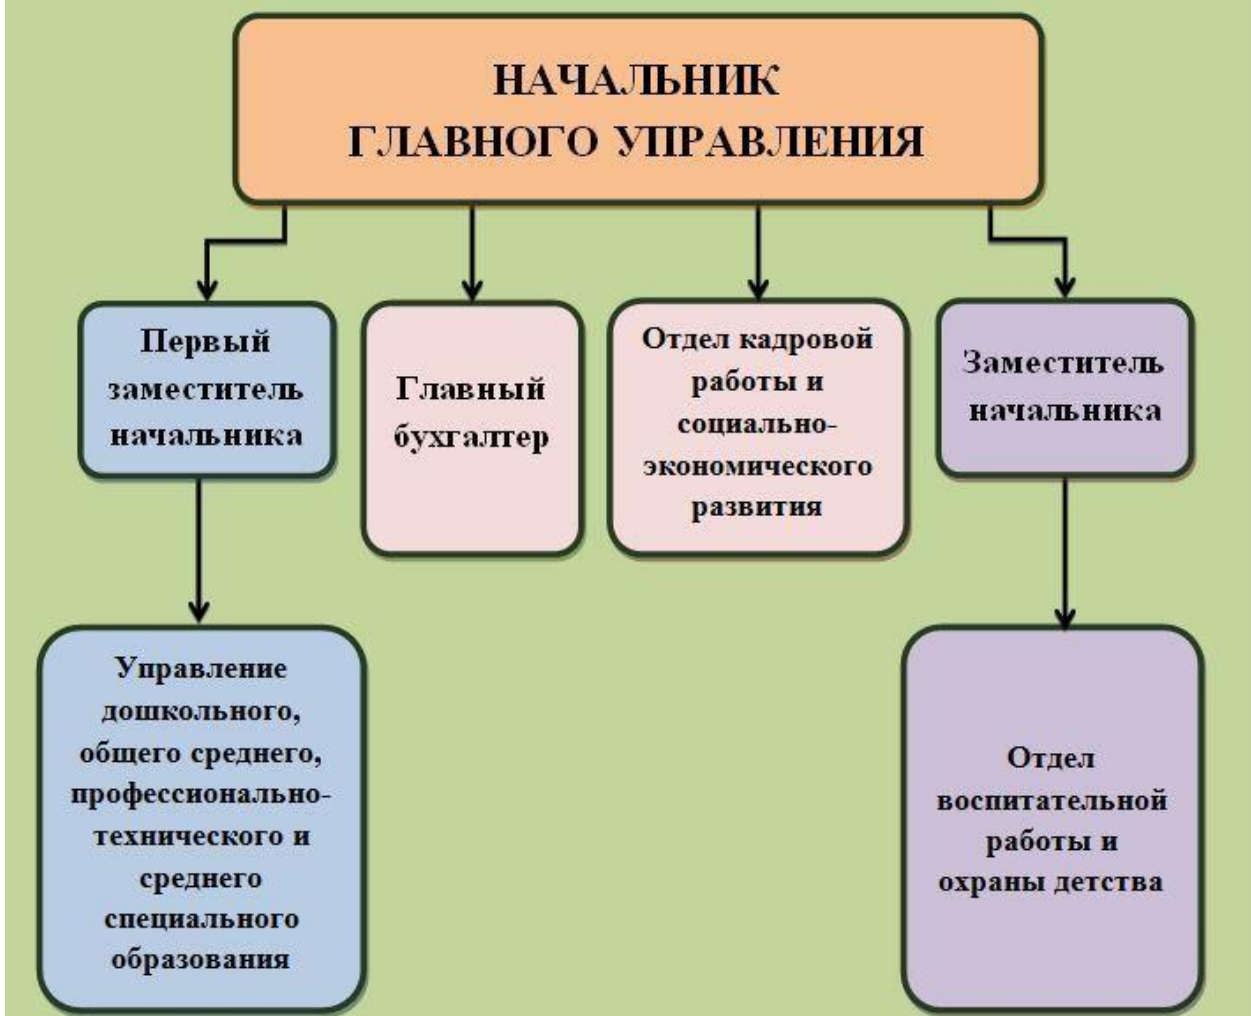 НАЧАЛЬНИК
ГЛАВНОГО УПРАВЛЕНИЯ
Первый
заместитель
начальника
Главный
бухгалтер
Отдел кадровой
работы и
социально-
экономического
развития
Заместитель
начальника
Управление
дошкольного,
общего среднего,
профессионально-
технического и
среднего
специального
образования
Отдел
воспитательной
работы и
охраны детства